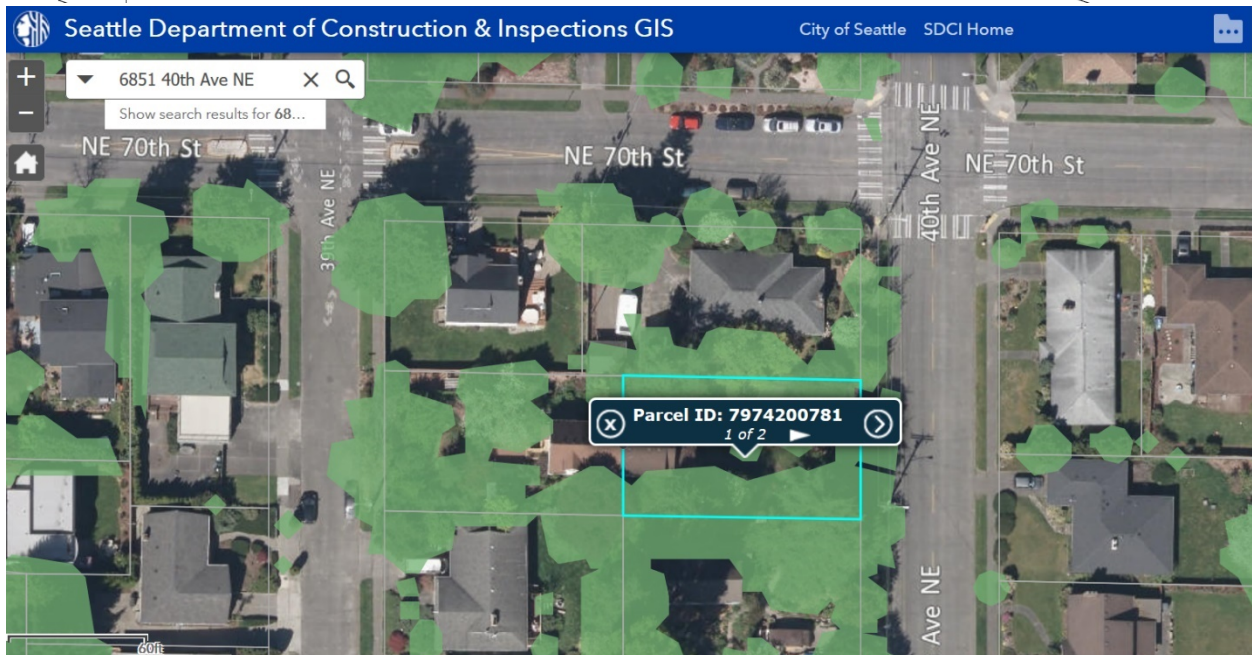 Seattle Department of Construction & Inspections GIS
City of Seattle
SDCI Home
+
6851 40th Ave NE
Show search results for 68...
−
NE 70th St
NE 70th St
NE 70th St
39th Ave NE
40th Ave NE
Parcel ID: 7974200781
1 of 2
Ave NE
60ft